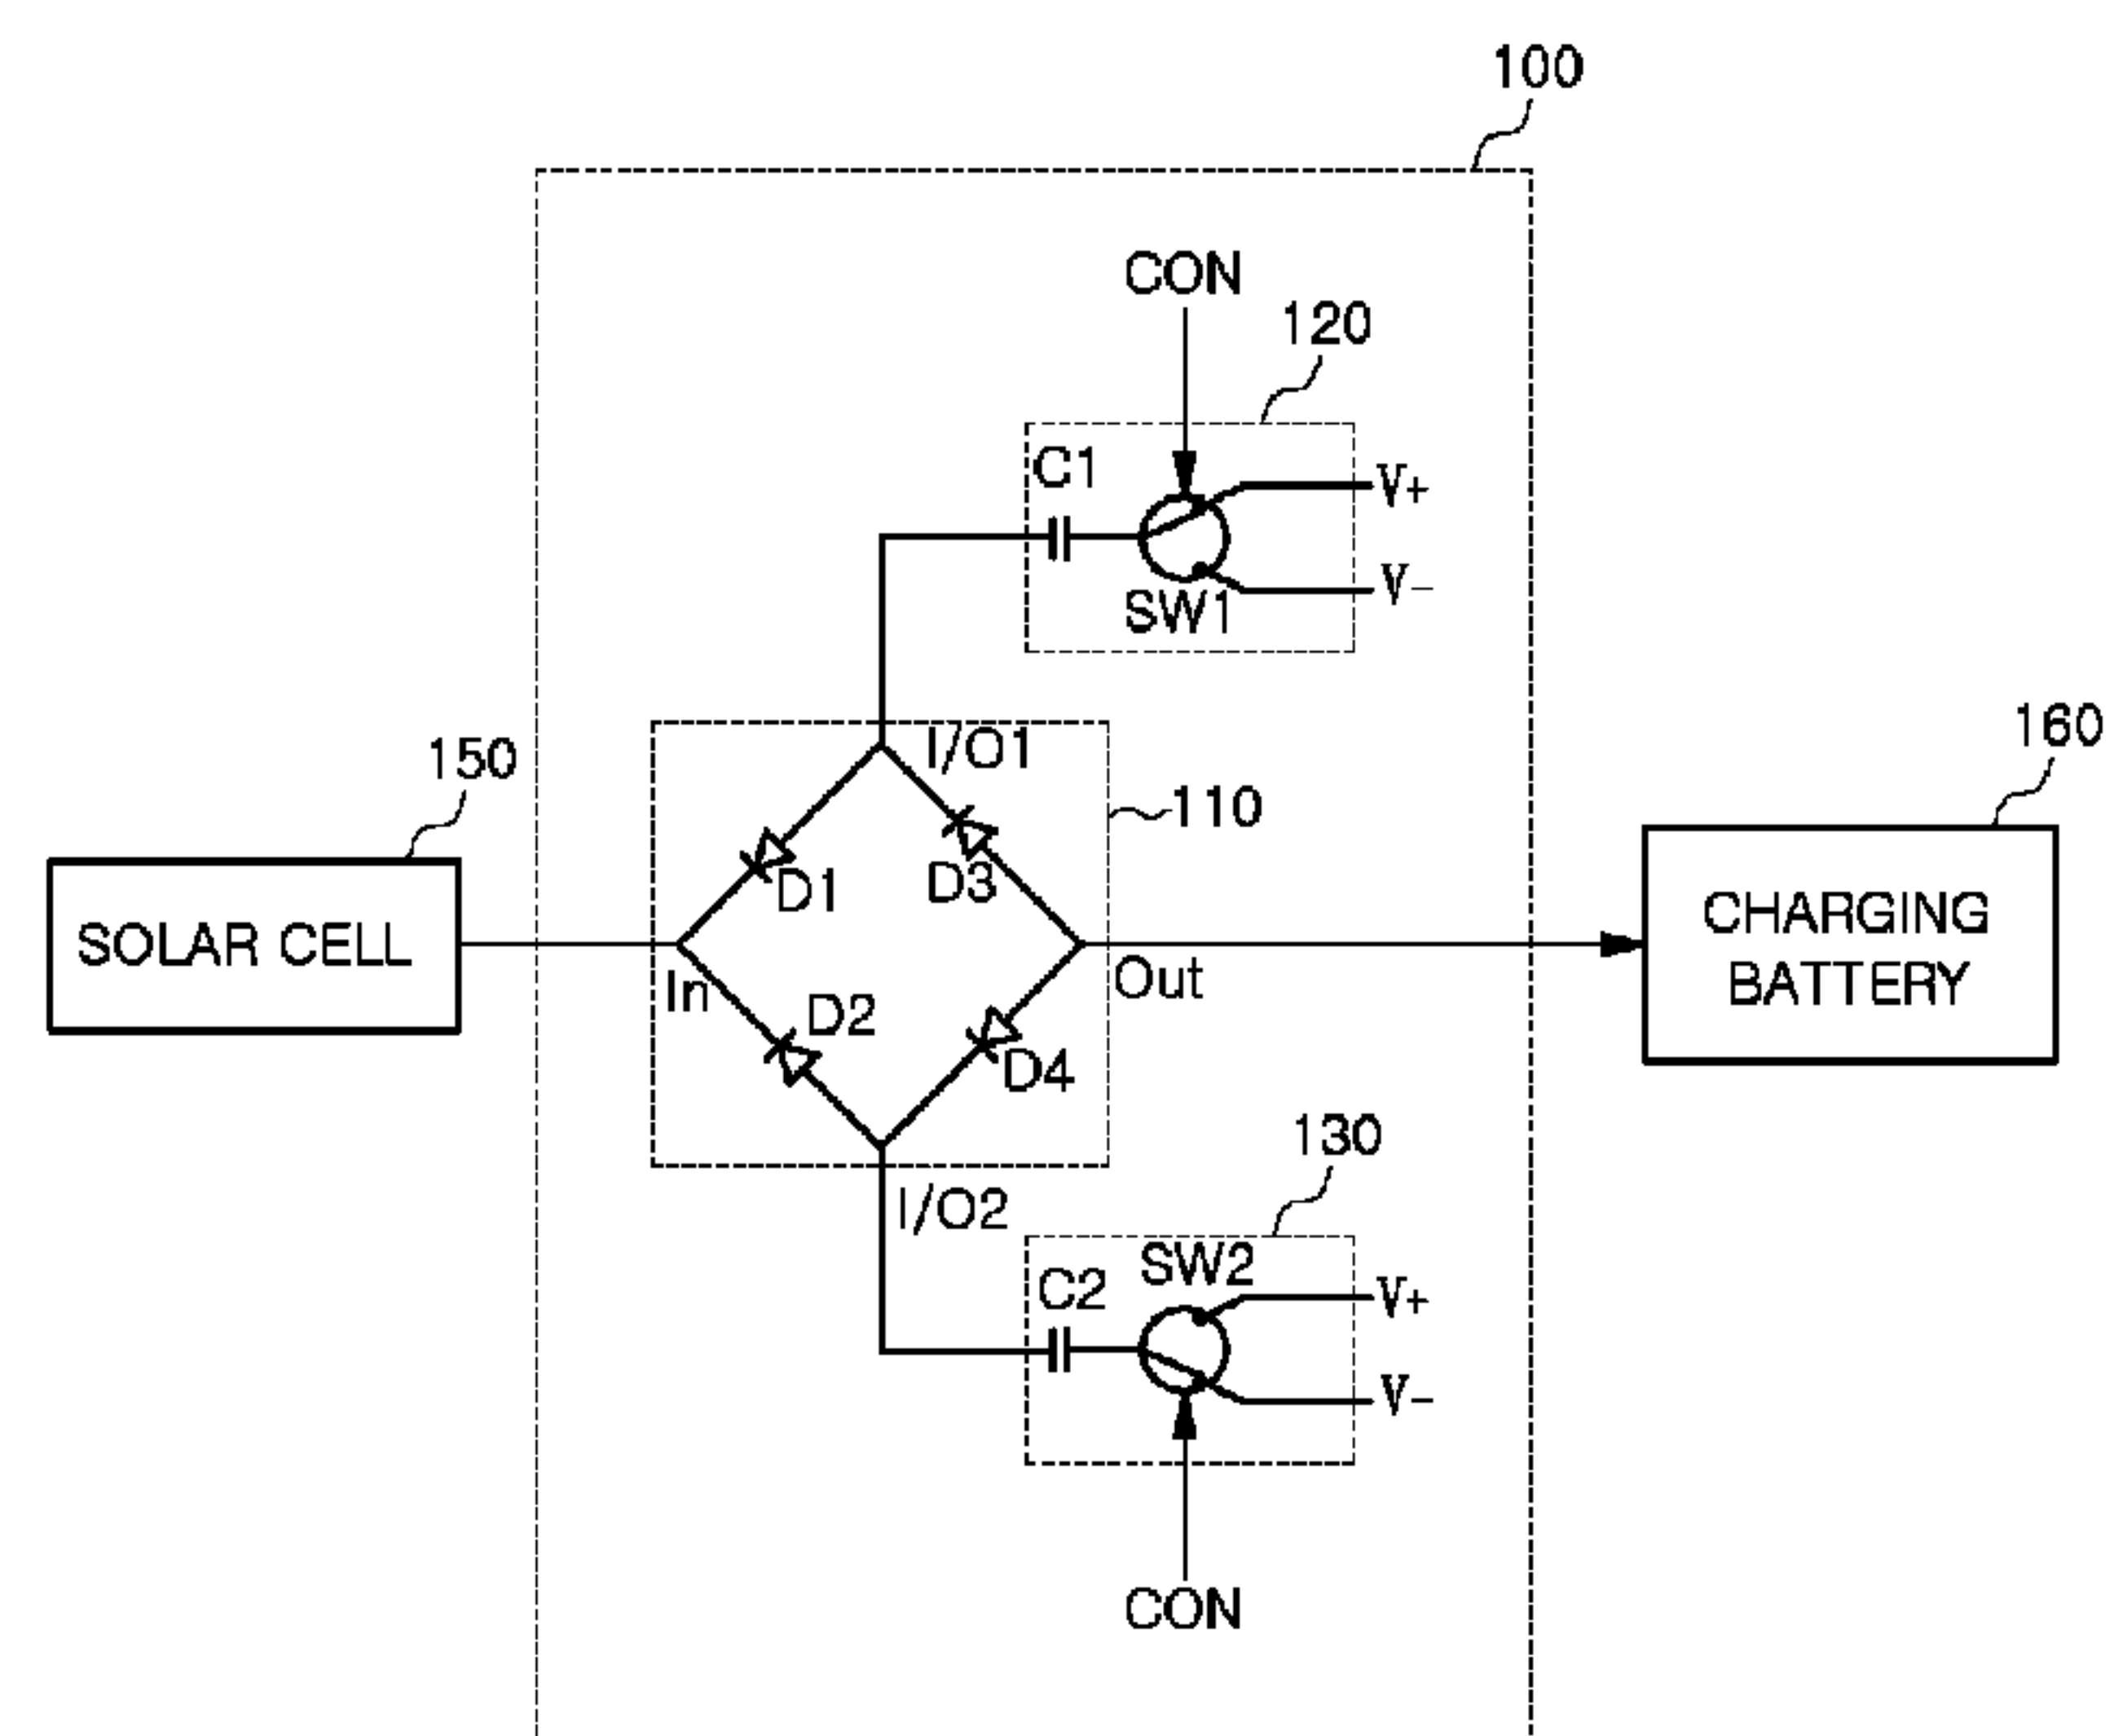 100
CON
120
C1
V+
V-
SW1
I/O1
150
110
160
D1
D3
SOLAR CELL
CHARGING
BATTERY
In
Out
D2
D4
130
I/O2
SW2
C2
V+
V-
CON